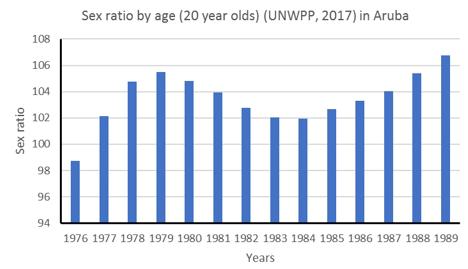 Sex ratio by age (20 year olds) (UNWPP, 2017) in Aruba
108
106
104
102
100
98
96
94
Sex ratio
1976 1977 1978 1979 1980 1981 1982 1983 1984 1985 1986 1987 1988 1989
Years